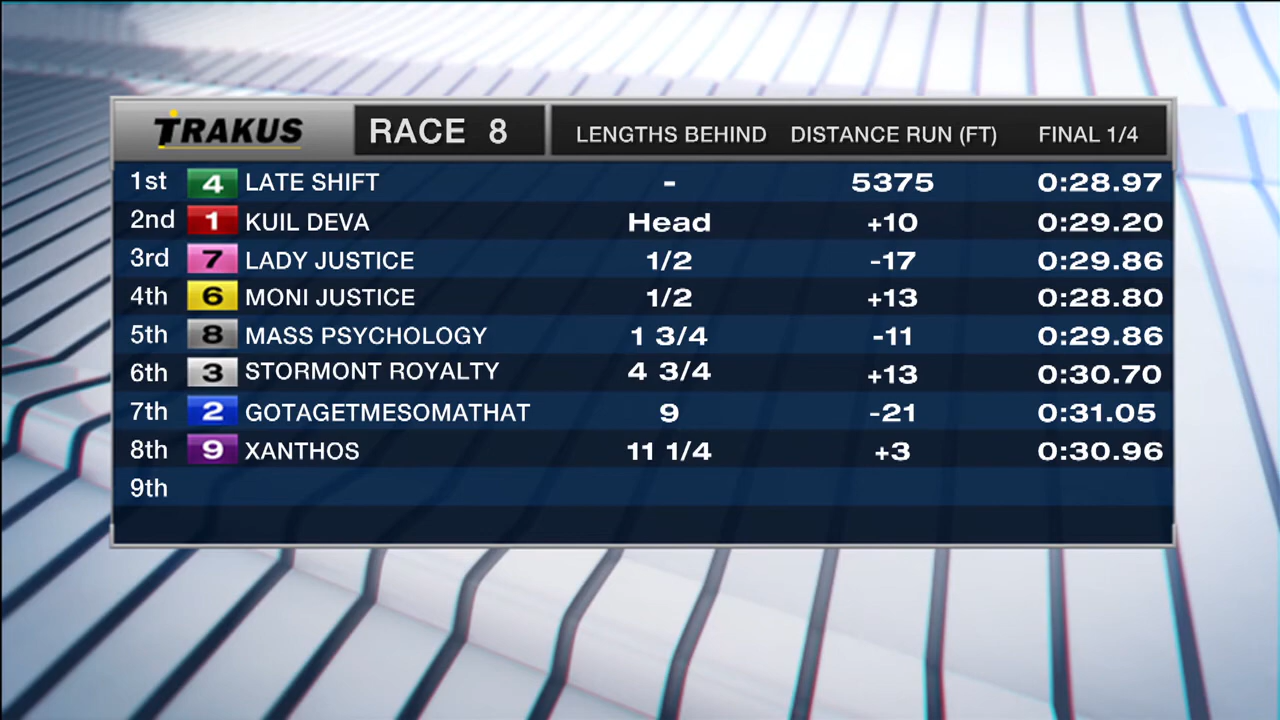 TRAKUS RACE 8 LENGTHS BEHIND DISTANCE RUN (FT) FINAL 1/4
1st 4 LATE SHIFT - 5375 0:28.97
2nd 1 KUIL DEVA Head +10 0:29.20
3rd 7 LADY JUSTICE 1/2 -17 0:29.86
4th 6 MONI JUSTICE 1/2 +13 0:28.80
5th 8 MASS PSYCHOLOGY 1 3/4 -11 0:29.86
6th 3 STORMONT ROYALTY 4 3/4 +13 0:30.70
7th 2 GOTAGETMESOMATHAT 9 -21 0:31.05
8th 9 XANTHOS 11 1/4 +3 0:30.96
9th